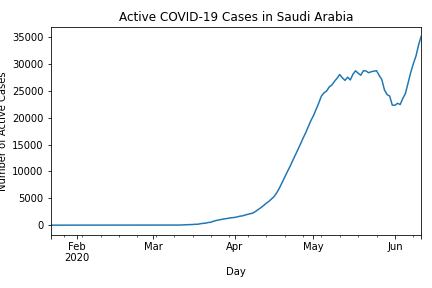 Active COVID-19 Cases in Saudi Arabia
Number of Active Cases
35000
30000
25000
20000
15000
10000
5000
0
Feb Mar Apr May Jun
2020
Day